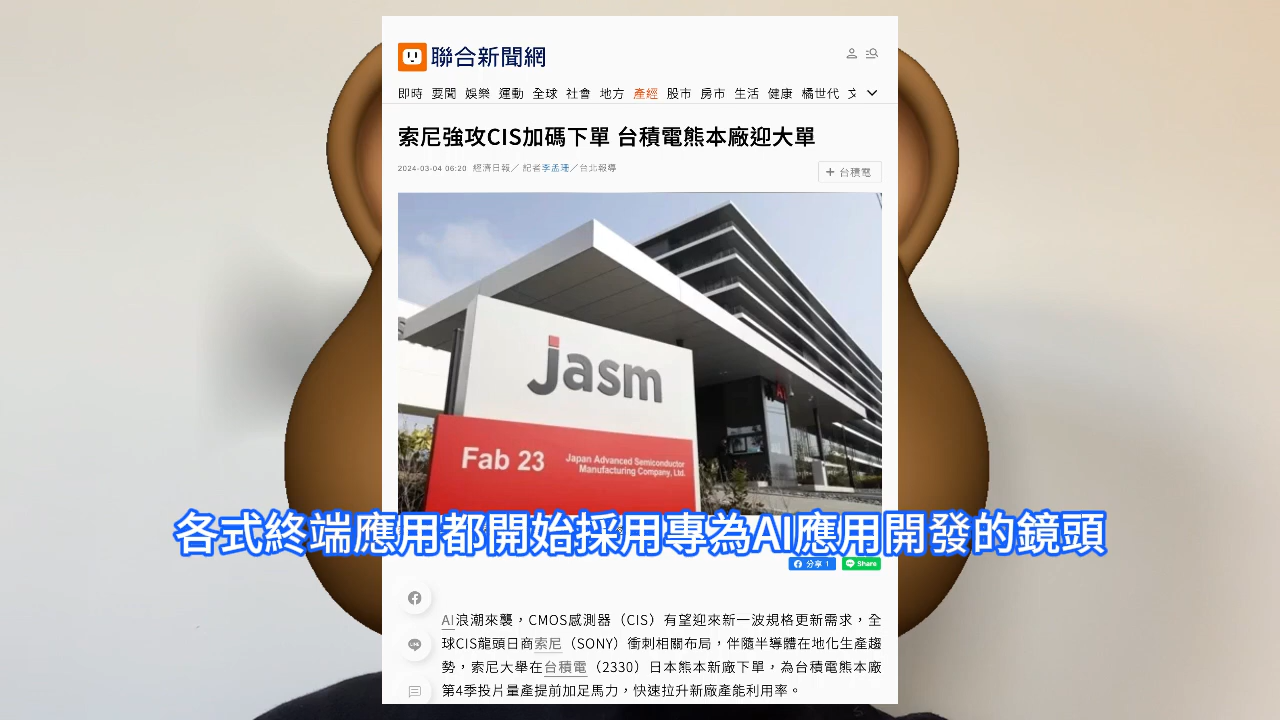 聯合新聞網
即時 要聞 娛樂 運動 全球 社會 地方 產經 股市 房市 生活 健康 橘世代
索尼強攻CIS加碼下單 台積電熊本廠迎大單
2024-03-04 06:20 經濟日報／ 記者李孟珊／台北報導
+ 台積電
jasm
Fab 23
Japan Advanced Semiconductor
Manufacturing Company, Ltd.
各式終端應用都開始採用專為AI應用開發的鏡頭
分享 1
Share
AI浪潮來襲，CMOS感測器（CIS）有望迎來新一波規格更新需求，全
球CIS龍頭日商索尼（SONY）衝刺相關布局，伴隨半導體在地化生產趨
勢，索尼大舉在台積電（2330）日本熊本新廠下單，為台積電熊本廠
第4季投片量產提前加足馬力，快速拉升新廠產能利用率。